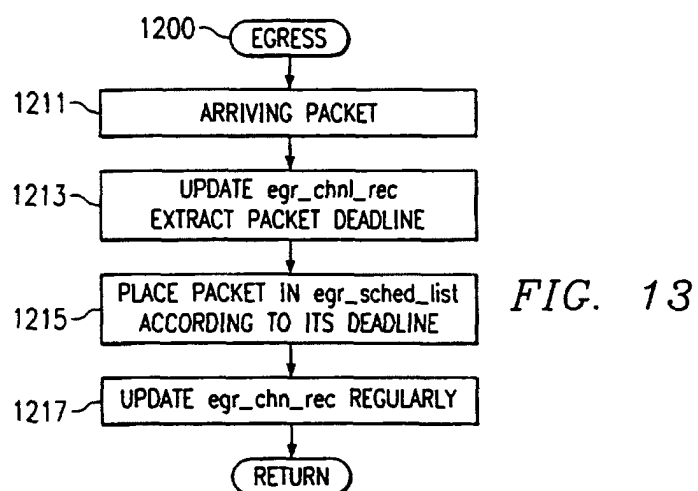 1200
EGRESS
1211
ARRIVING PACKET
1213
UPDATE egr_chnl_rec
EXTRACT PACKET DEADLINE
1215
PLACE PACKET IN egr_sched_list
ACCORDING TO ITS DEADLINE
FIG. 13
1217
UPDATE egr_chn_rec REGULARLY
RETURN